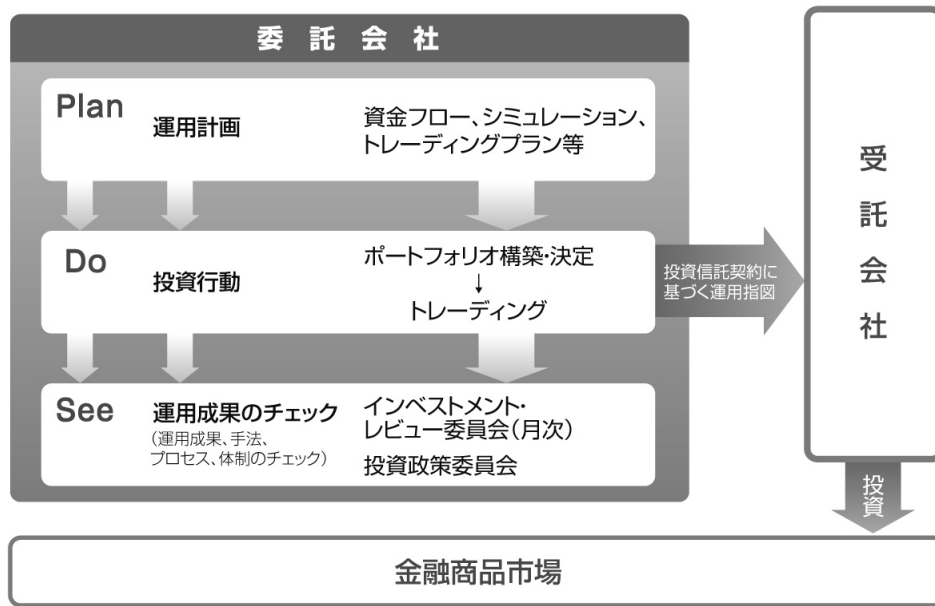 委託会社
Plan
運用計画
資金フロー、シミュレーション、
トレーディングプラン等
Do
投資行動
ポートフォリオ構築・決定
↓
トレーディング
投資信託契約に
基づく運用指図
See
運用成果のチェック
(運用成果、手法、
プロセス、体制のチェック)
インベストメント・
レビュー委員会(月次)
投資政策委員会
受託会社
投資
金融商品市場